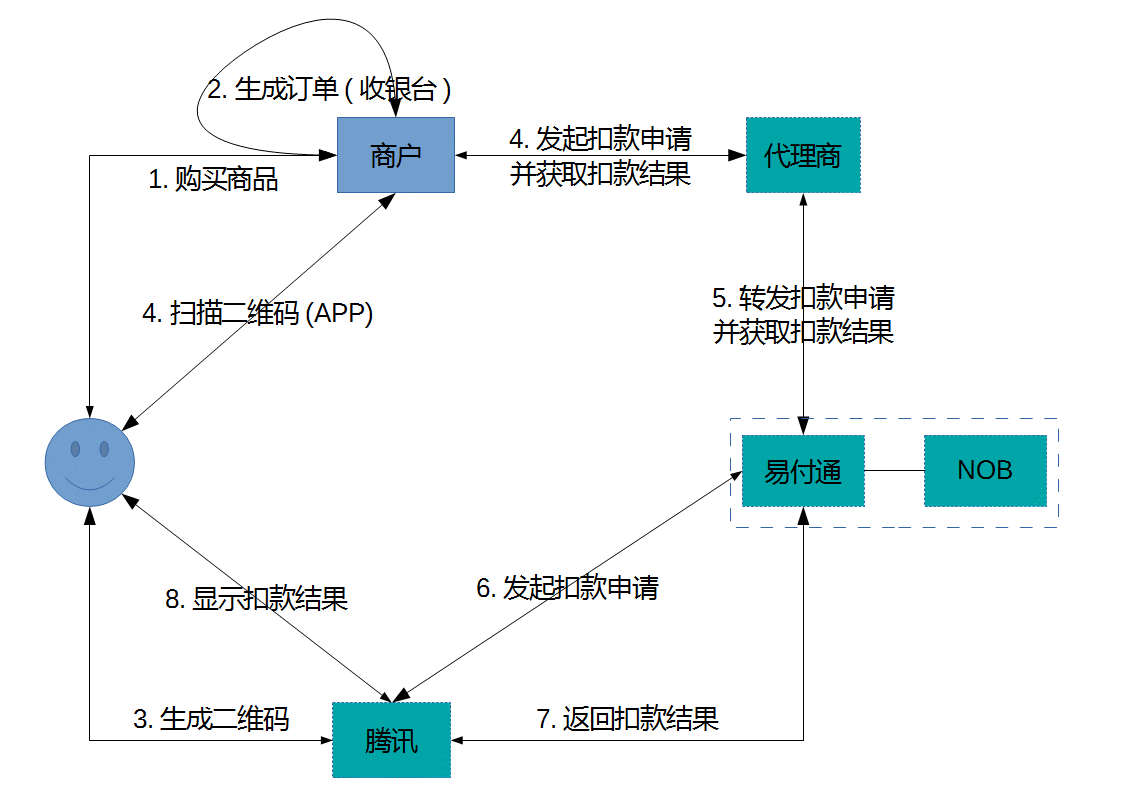 2. 生成订单 ( 收银台 )
商户
4. 发起扣款申请
并获取扣款结果
代理商
1. 购买商品
4. 扫描二维码 (APP)
5. 转发扣款申请
并获取扣款结果
易付通
NOB
8. 显示扣款结果
6. 发起扣款申请
3. 生成二维码
腾讯
7. 返回扣款结果